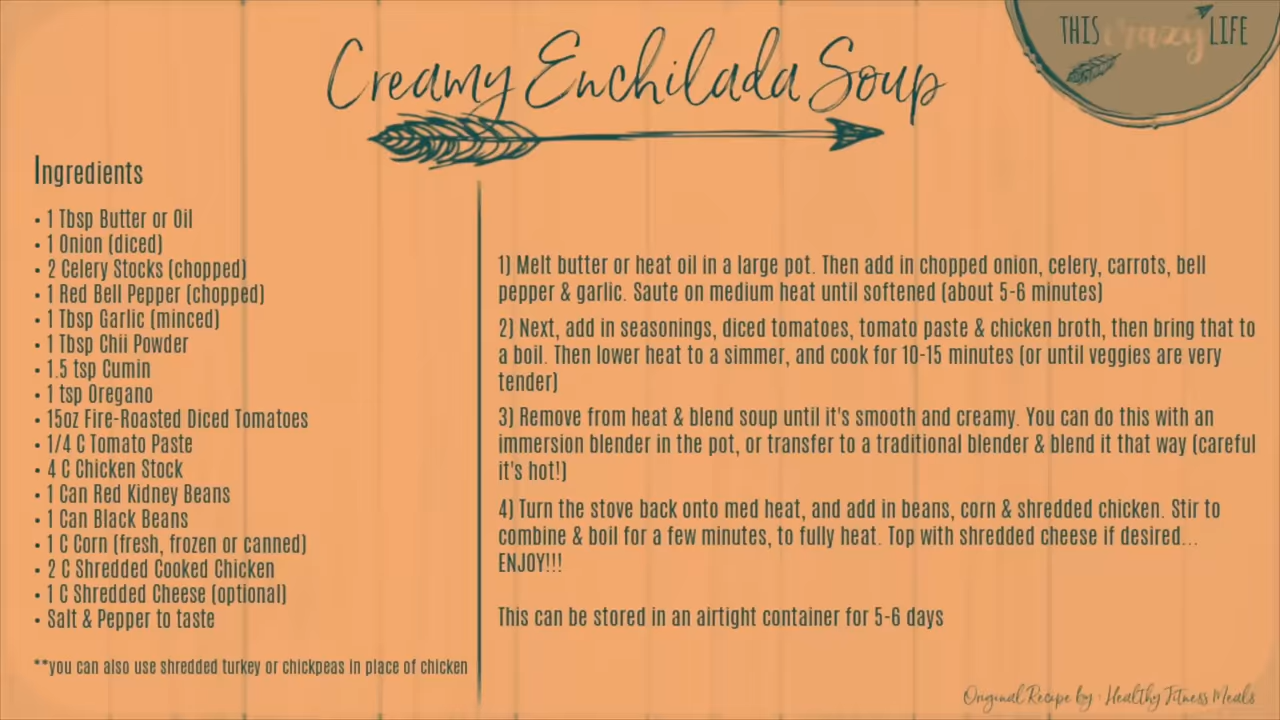 THIS crazy LIFE
Creamy Enchilada Soup
Ingredients
• 1 Tbsp Butter or Oil
• 1 Onion (diced)
• 2 Celery Stocks (chopped)
• 1 Red Bell Pepper (chopped)
• 1 Tbsp Garlic (minced)
• 1 Tbsp Chii Powder
• 1.5 tsp Cumin
• 1 tsp Oregano
• 15oz Fire-Roasted Diced Tomatoes
• 1/4 C Tomato Paste
• 4 C Chicken Stock
• 1 Can Red Kidney Beans
• 1 Can Black Beans
• 1 C Corn (fresh, frozen or canned)
• 2 C Shredded Cooked Chicken
• 1 C Shredded Cheese (optional)
• Salt & Pepper to taste
**you can also use shredded turkey or chickpeas in place of chicken
1) Melt butter or heat oil in a large pot. Then add in chopped onion, celery, carrots, bell
pepper & garlic. Saute on medium heat until softened (about 5-6 minutes)
2) Next, add in seasonings, diced tomatoes, tomato paste & chicken broth, then bring that to
a boil. Then lower heat to a simmer, and cook for 10-15 minutes (or until veggies are very
tender)
3) Remove from heat & blend soup until it's smooth and creamy. You can do this with an
immersion blender in the pot, or transfer to a traditional blender & blend it that way (careful
it's hot!)
4) Turn the stove back onto med heat, and add in beans, corn & shredded chicken. Stir to
combine & boil for a few minutes, to fully heat. Top with shredded cheese if desired...
ENJOY!!!
This can be stored in an airtight container for 5-6 days
Original Recipe by : Healthy Fitness Meals